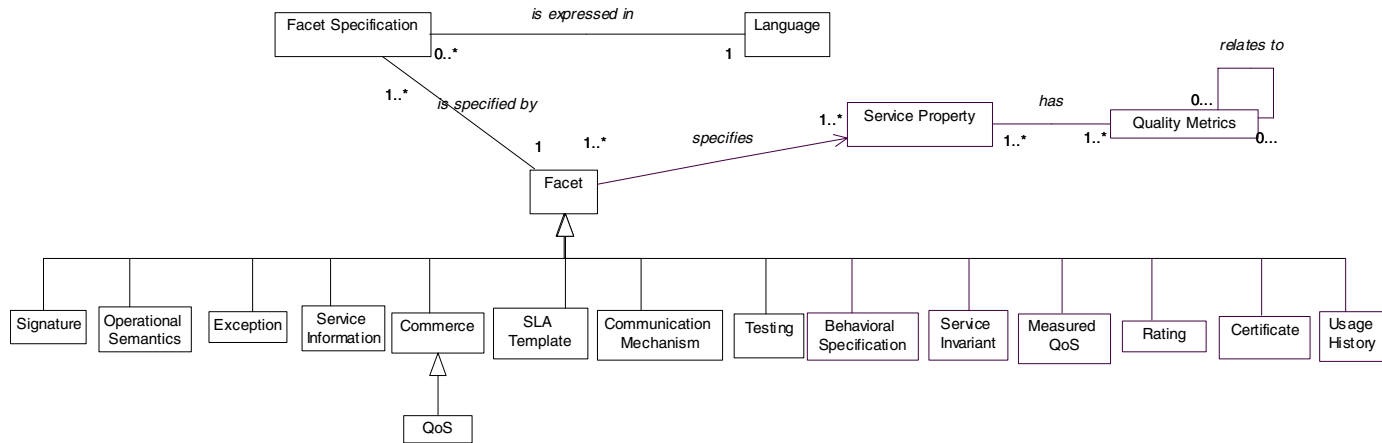 Facet Specification
is expressed in
Language
0..*
1
relates to
1..*
is specified by
1
1..*
specifies
1..*
Service Property
has
1..*
1..*
0...
Quality Metrics
0...
Facet
Signature
Operational
Semantics
Exception
Service
Information
Commerce
SLA
Template
Communication
Mechanism
Testing
Behavioral
Specification
Service
Invariant
Measured
QoS
Rating
Certificate
Usage
History
QoS